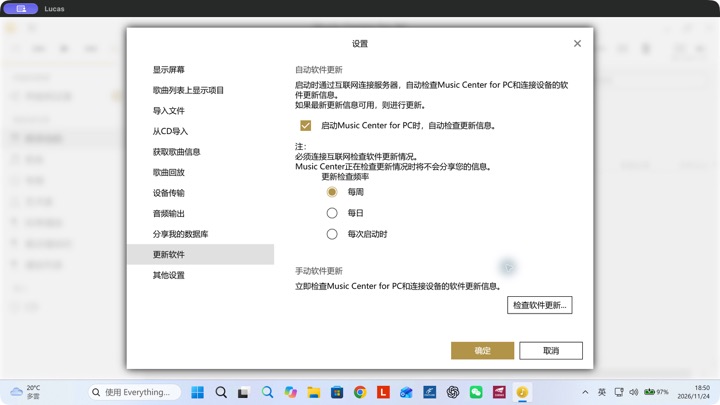 Lucas
设置
显示屏幕
歌曲列表上显示项目
导入文件
从CD导入
获取歌曲信息
歌曲回放
设备传输
音频输出
分享我的数据库
更新软件
其他设置
自动软件更新
启动时通过互联网连接服务器，自动检查Music Center for PC和连接设备的软
件更新信息。
如果最新更新信息可用，则进行更新。
启动Music Center for PC时，自动检查更新信息。
注：
必须连接互联网检查软件更新情况。
Music Center正在检查更新情况时将不会分享您的信息。
更新检查频率
每周
每日
每次启动时
手动软件更新
立即检查Music Center for PC和连接设备的软件更新信息。
检查软件更新...
确定
取消
20°C
多雲
使用 Everything...
英
97%
18:50
2026/11/24